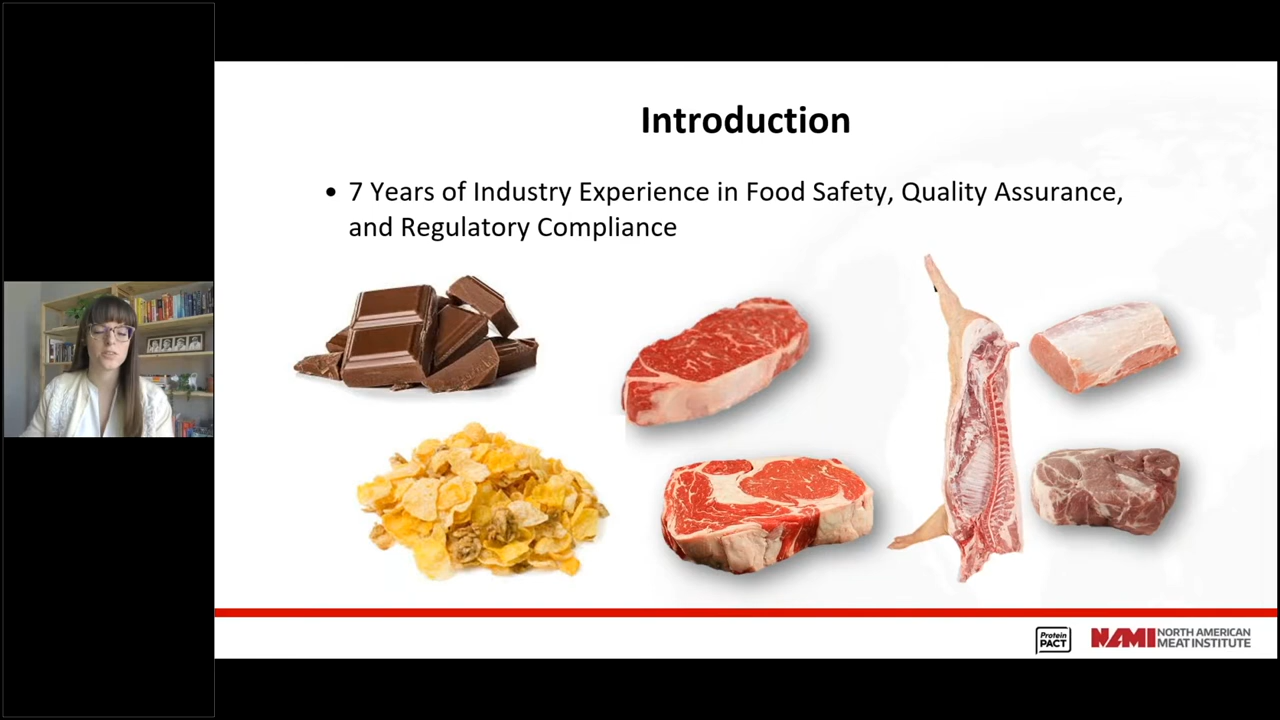 Introduction
• 7 Years of Industry Experience in Food Safety, Quality Assurance,
and Regulatory Compliance
Protein
PACT
NAMI NORTH AMERICAN
MEAT INSTITUTE